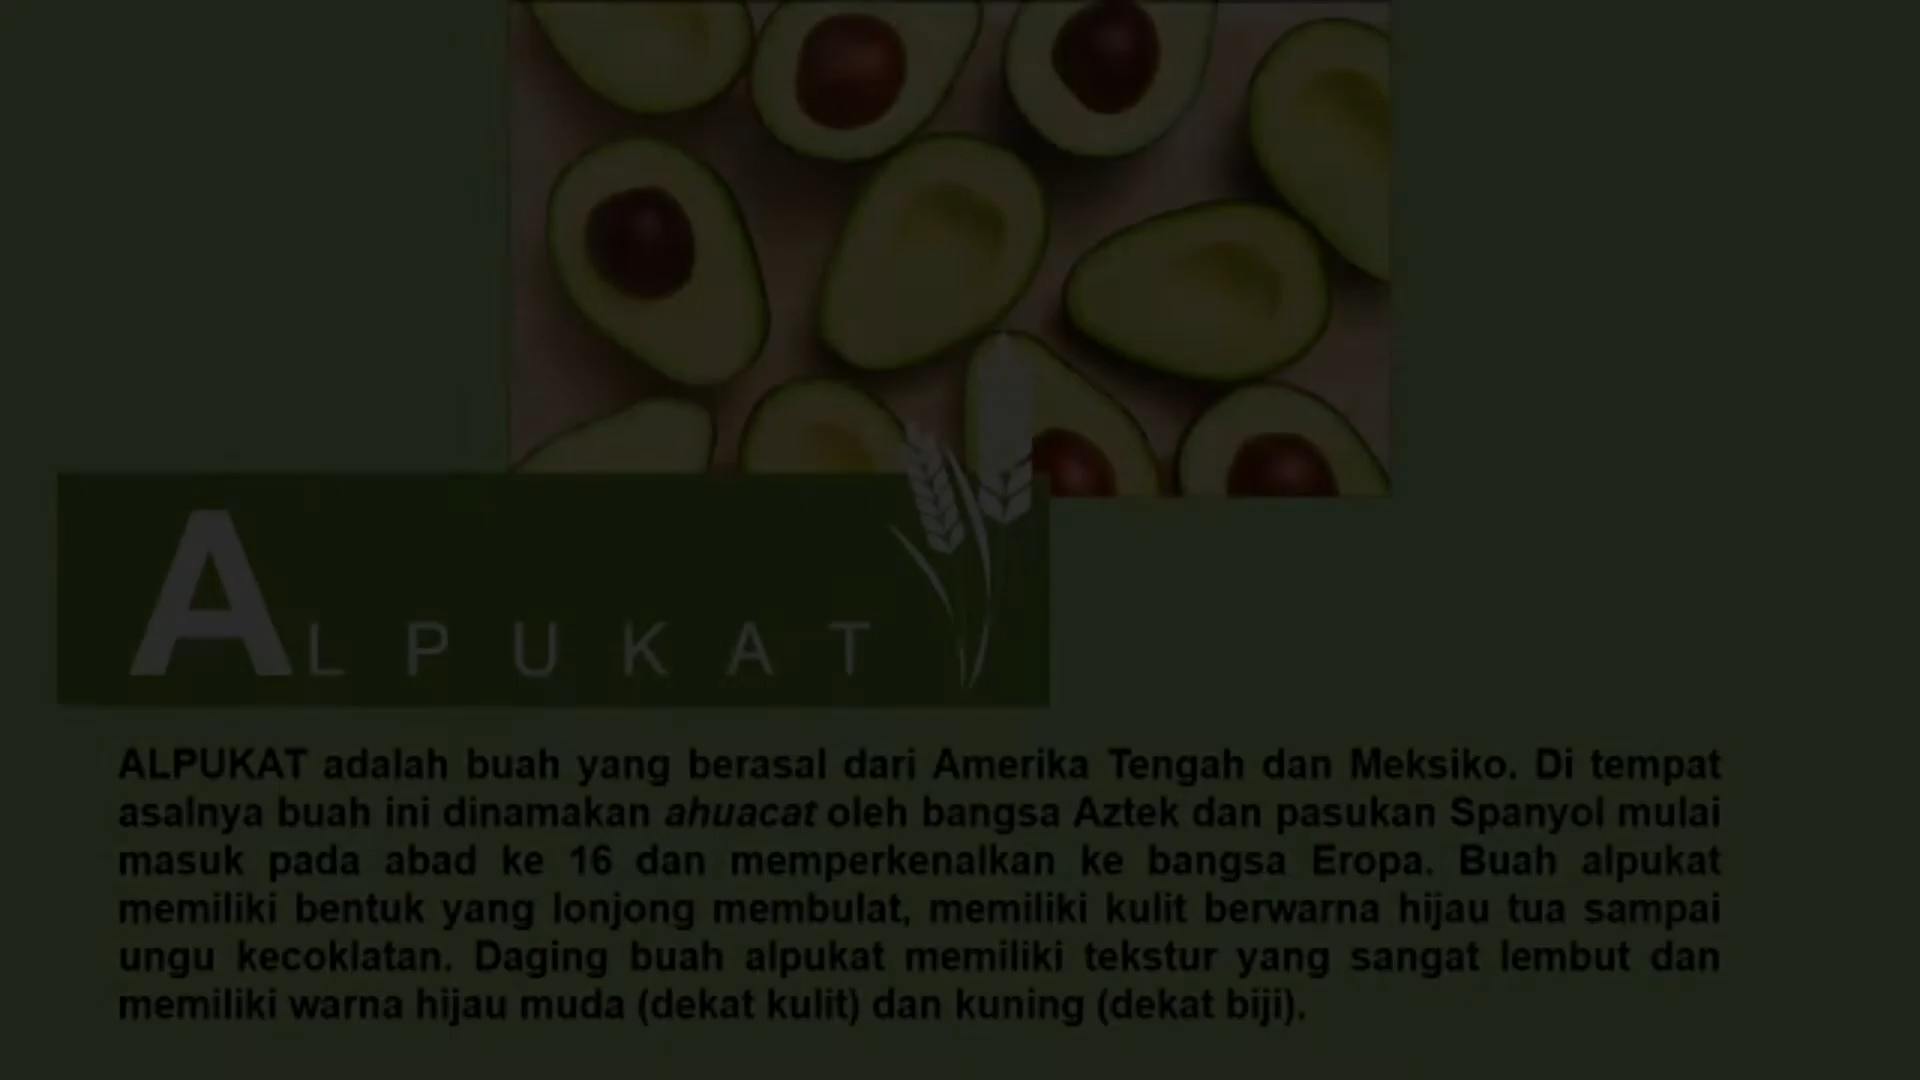 ALPUKAT
ALPUKAT adalah buah yang berasal dari Amerika Tengah dan Meksiko. Di tempat
asalnya buah ini dinamakan ahuacat oleh bangsa Aztek dan pasukan Spanyol mulai
masuk pada abad ke 16 dan memperkenalkan ke bangsa Eropa. Buah alpukat
memiliki bentuk yang lonjong membulat, memiliki kulit berwarna hijau tua sampai
ungu kecoklatan. Daging buah alpukat memiliki tekstur yang sangat lembut dan
memiliki warna hijau muda (dekat kulit) dan kuning (dekat biji).